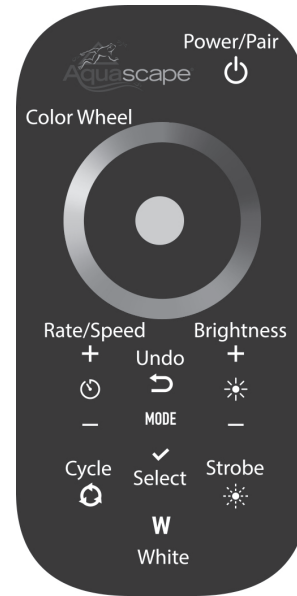 Power/Pair
Aquascape
Color Wheel
Rate/Speed
Brightness
+
Undo
+
MODE
–
–
Cycle
Select
Strobe
W
White